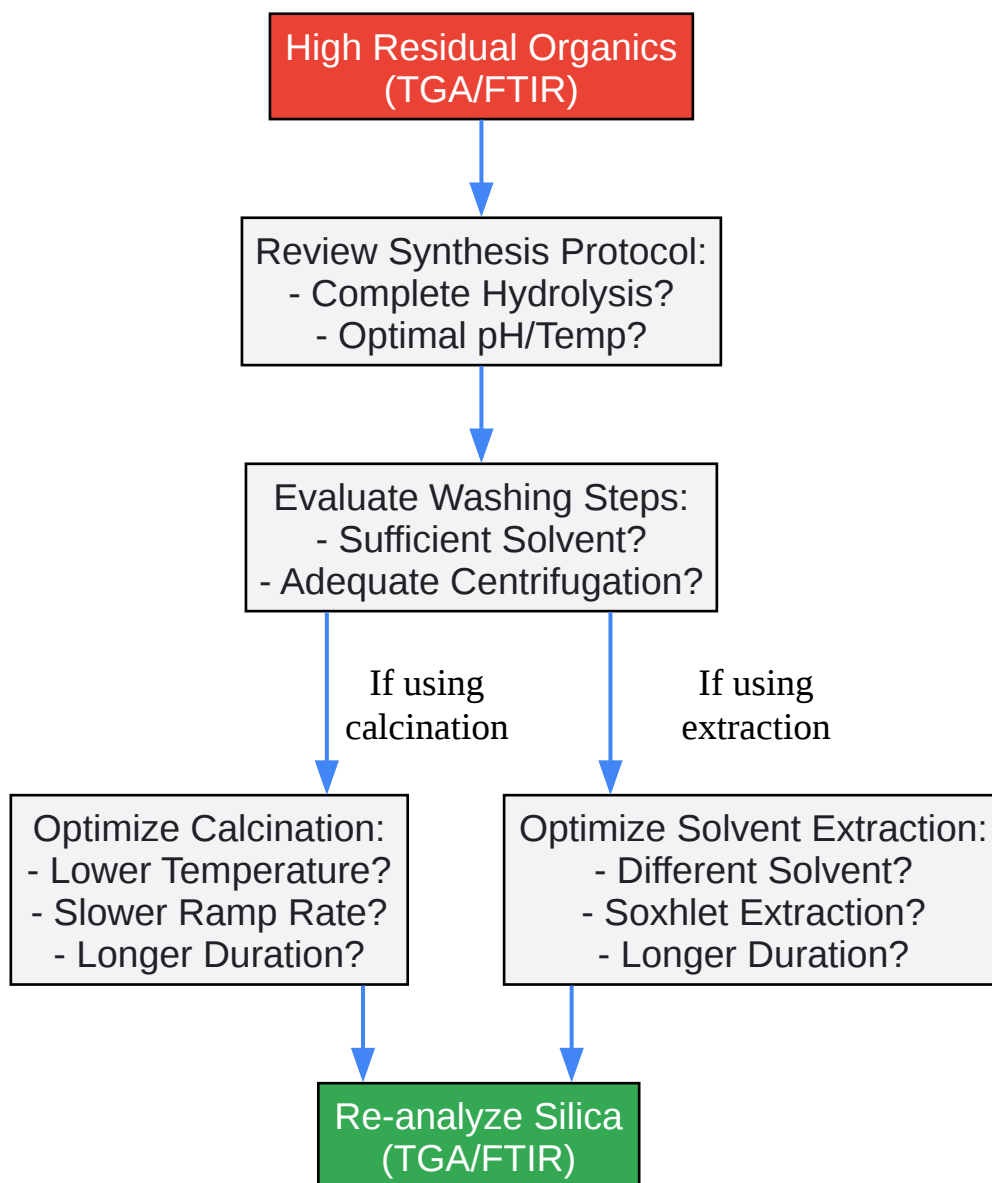 High Residual Organics
(TGA/FTIR)
Review Synthesis Protocol:
- Complete Hydrolysis?
- Optimal pH/Temp?
Evaluate Washing Steps:
- Sufficient Solvent?
- Adequate Centrifugation?
If using
calcination
If using
extraction
Optimize Calcination:
- Lower Temperature?
- Slower Ramp Rate?
- Longer Duration?
Optimize Solvent Extraction:
- Different Solvent?
- Soxhlet Extraction?
- Longer Duration?
Re-analyze Silica
(TGA/FTIR)